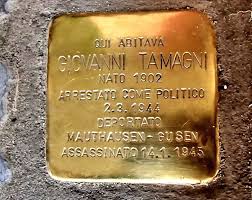 QUI ABITAVA
GIOVANNI TAMAGNI
NATO 1902
ARRESTATO COME POLITICO
2.3.1944
DEPORTATO
MAUTHAUSEN-GUSEN
ASSASSINATO 14.1.1945